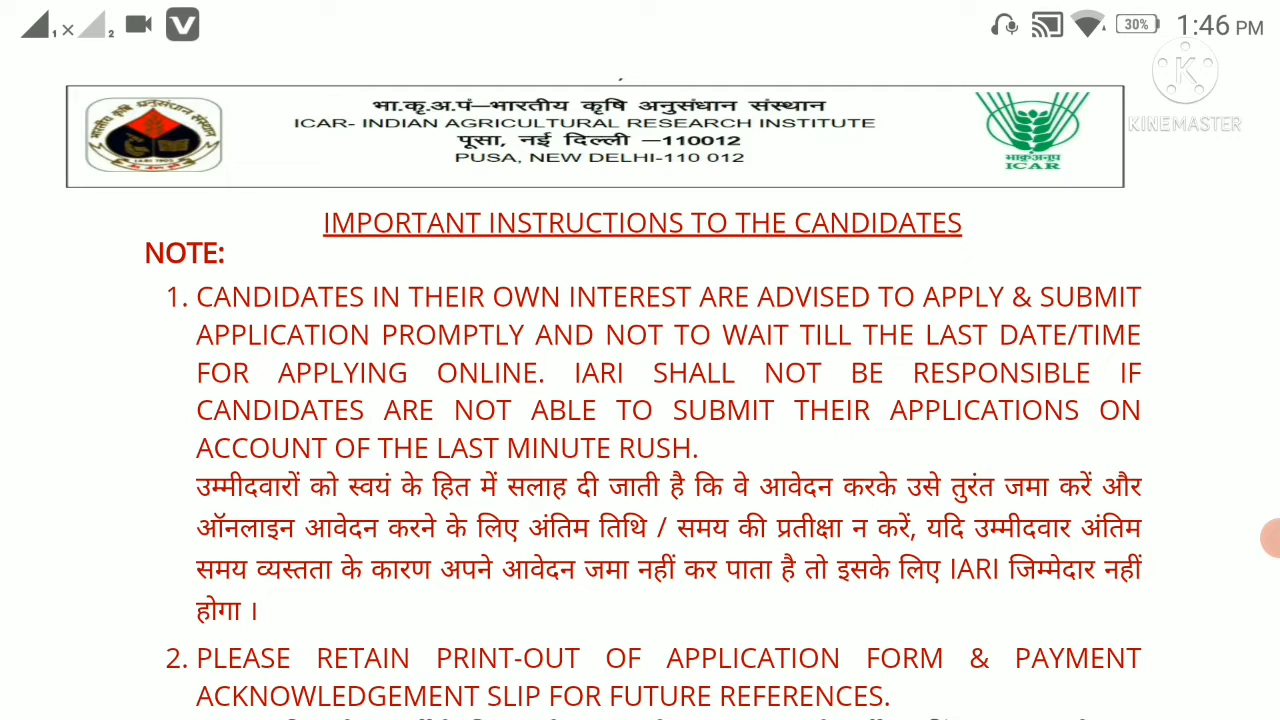 1 × 2 V 30% 1:46 PM
K
KINEMASTER
भा.कृ.अ.पं–भारतीय कृषि अनुसंधान संस्थान
ICAR- INDIAN AGRICULTURAL RESEARCH INSTITUTE
पूसा, नई दिल्ली –110012
PUSA, NEW DELHI-110 012
भाकृअनुप
ICAR
IMPORTANT INSTRUCTIONS TO THE CANDIDATES
NOTE:
1. CANDIDATES IN THEIR OWN INTEREST ARE ADVISED TO APPLY & SUBMIT
APPLICATION PROMPTLY AND NOT TO WAIT TILL THE LAST DATE/TIME
FOR APPLYING ONLINE. IARI SHALL NOT BE RESPONSIBLE IF
CANDIDATES ARE NOT ABLE TO SUBMIT THEIR APPLICATIONS ON
ACCOUNT OF THE LAST MINUTE RUSH.
उम्मीदवारों को स्वयं के हित में सलाह दी जाती है कि वे आवेदन करके उसे तुरंत जमा करें और
ऑनलाइन आवेदन करने के लिए अंतिम तिथि / समय की प्रतीक्षा न करें, यदि उम्मीदवार अंतिम
समय व्यस्तता के कारण अपने आवेदन जमा नहीं कर पाता है तो इसके लिए IARI जिम्मेदार नहीं
होगा ।
2. PLEASE RETAIN PRINT-OUT OF APPLICATION FORM & PAYMENT
ACKNOWLEDGEMENT SLIP FOR FUTURE REFERENCES.